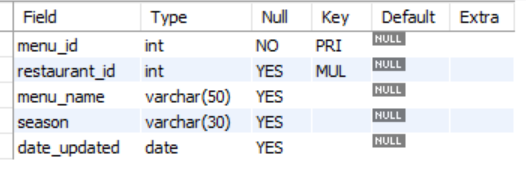 Field Type Null Key Default Extra
menu_id int NO PRI NULL
restaurant_id int YES MUL NULL
menu_name varchar(50) YES NULL
season varchar(30) YES NULL
date_updated date YES NULL